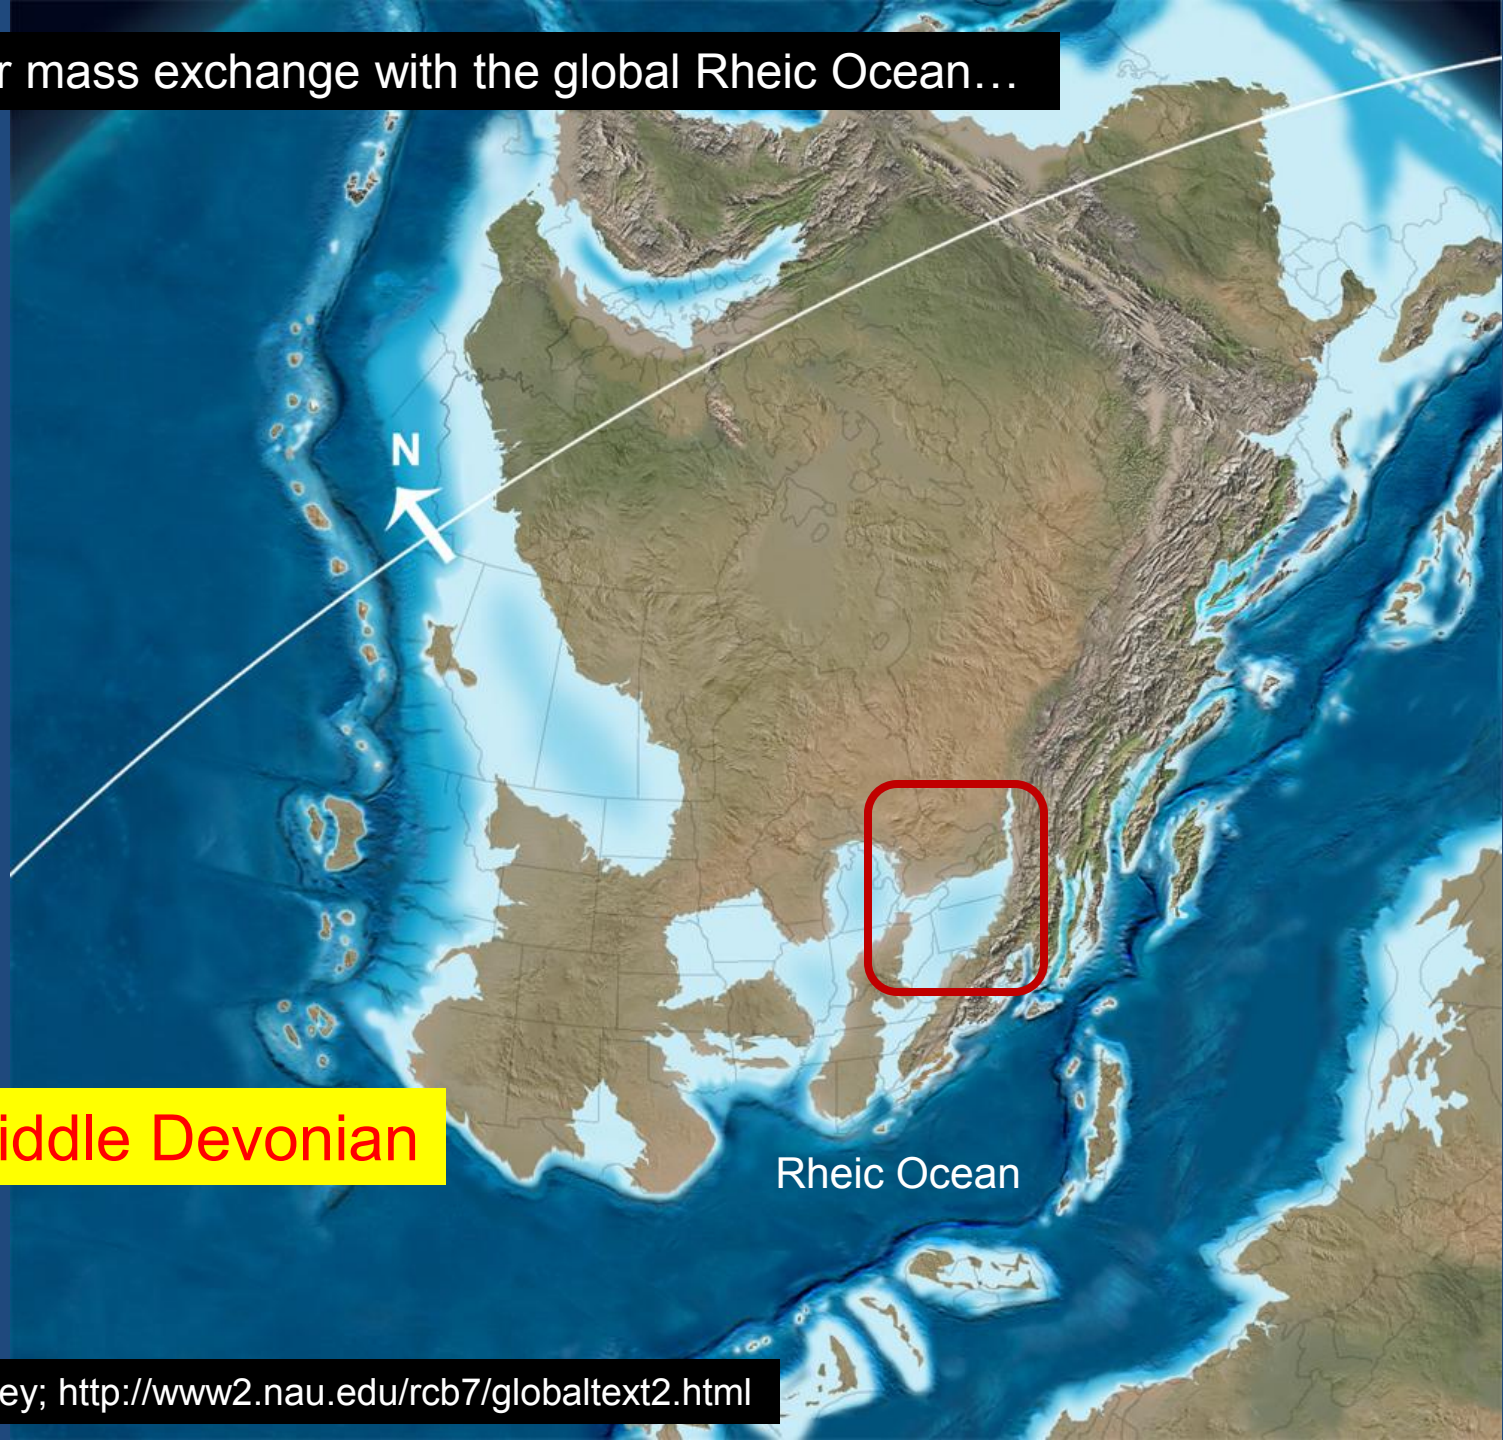 r mass exchange with the global Rheic Ocean…
N
iddle Devonian
Rheic Ocean
ey; http://www2.nau.edu/rcb7/globaltext2.html